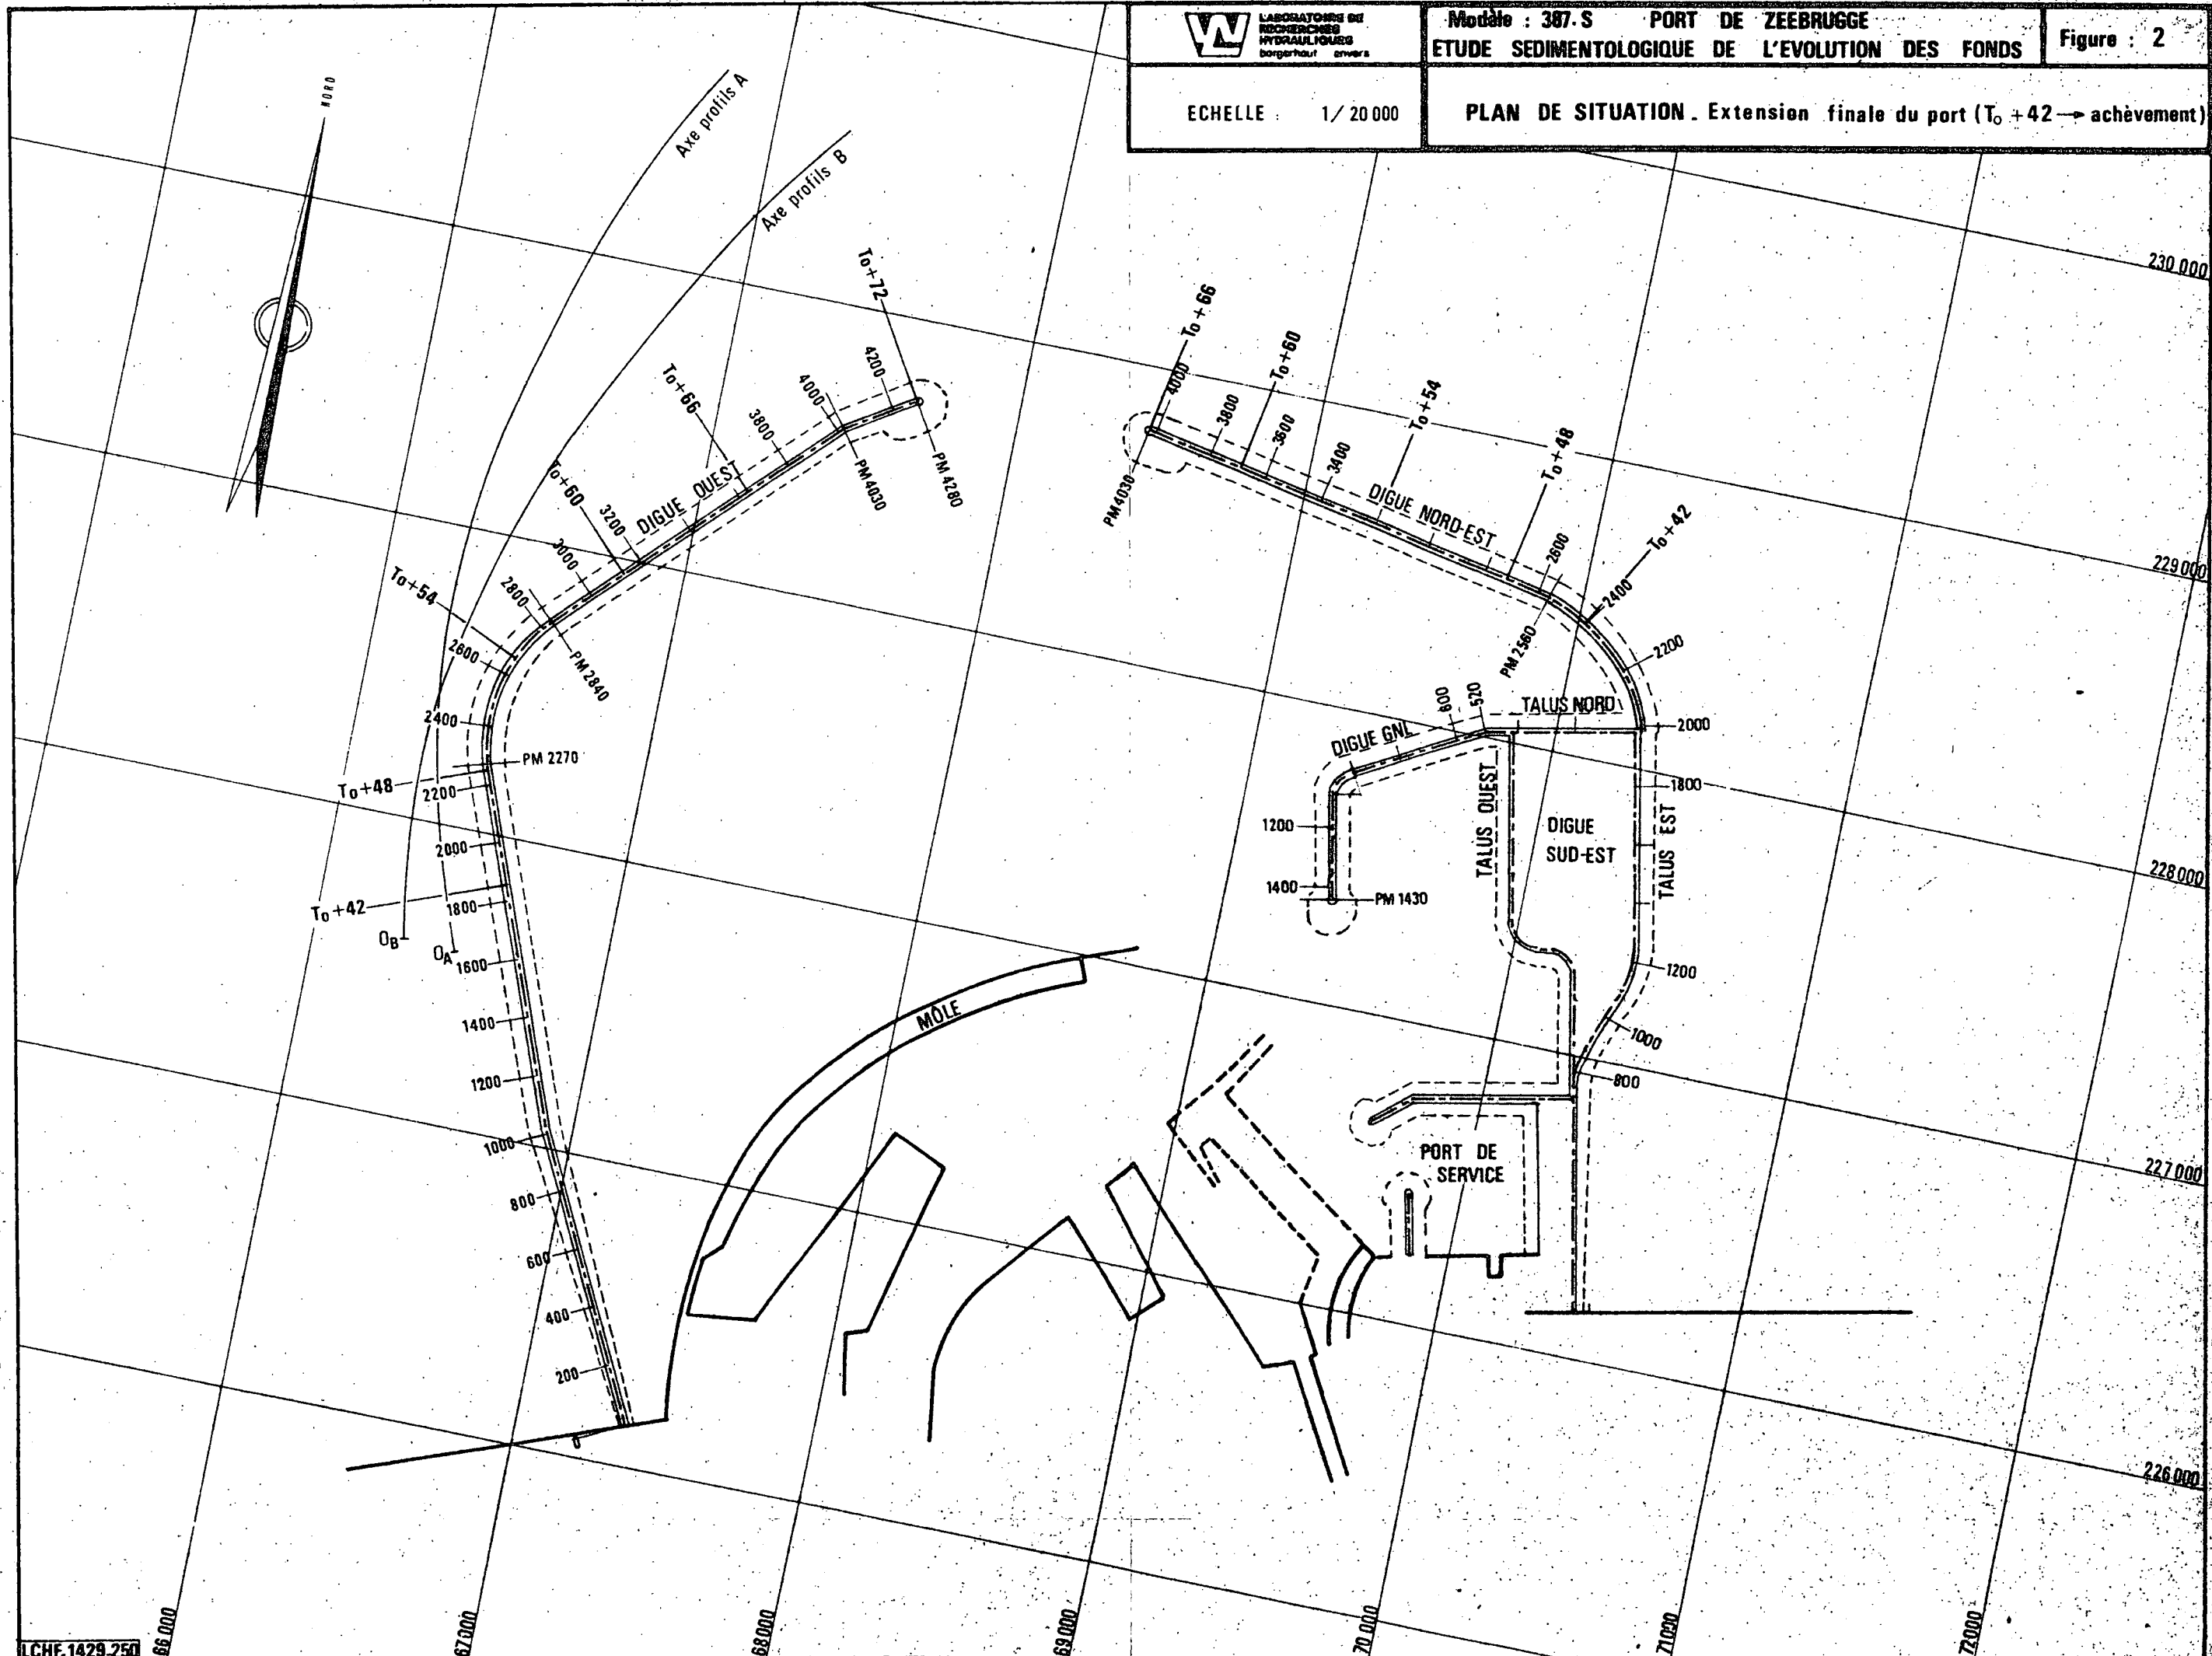 LABORATOIRE DE
RECHERCHES
HYDRAULIQUES
borgerhout anvers
Modèle : 387.S PORT DE ZEEBRUGGE
ETUDE SEDIMENTOLOGIQUE DE L'EVOLUTION DES FONDS
Figure : 2
ECHELLE : 1/20 000
PLAN DE SITUATION. Extension finale du port (To +42 → achèvement)
NORD
Axe profils A
Axe profils B
230 000
229 000
228 000
227 000
226 000
To+72
To+66
To+60
To+54
To+48
To+42
4200
4000
3800
3200
3000
2800
2600
2400
2200
2000
1800
1600
1400
1200
1000
800
600
400
200
0
DIGUE OUEST
PM 4280
PM 4030
PM 2840
PM 2270
OB
OA
To+66
To+60
To+54
To+48
To+42
4000
3800
3600
3400
2600
2400
2200
2000
1800
1200
1000
800
PM 4030
DIGUE NORD-EST
PM 2560
TALUS NORD
600
520
DIGUE GNL
1200
1400
PM 1430
TALUS OUEST
DIGUE
SUD-EST
TALUS EST
MÔLE
PORT DE
SERVICE
66 000
67 000
68 000
69 000
70 000
71 000
72 000
LCHF.1429.250